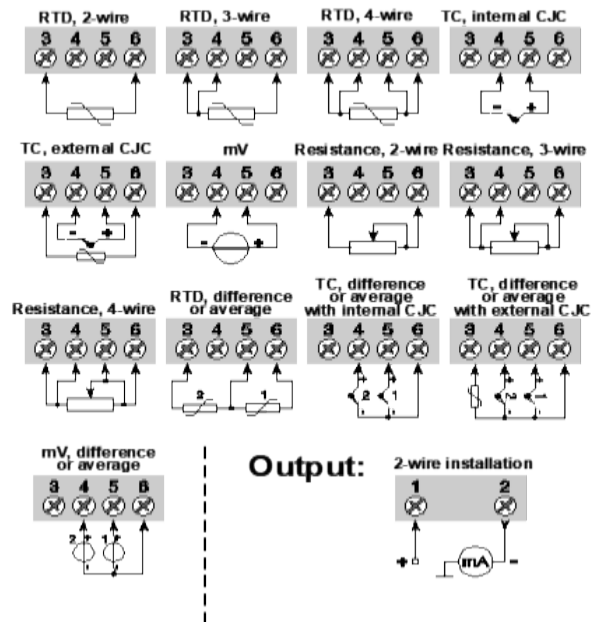 RTD, 2-wire
RTD, 3-wire
RTD, 4-wire
TC, internal CJC
3 4 5 6
3 4 5 6
3 4 5 6
3 4 5 6
- +
TC, external CJC
mV
Resistance, 2-wire
Resistance, 3-wire
3 4 5 6
3 4 5 6
3 4 5 6
3 4 5 6
- +
- +
Resistance, 4-wire
RTD, difference
or average
TC, difference
or average
with internal CJC
TC, difference
or average
with external CJC
3 4 5 6
3 4 5 6
3 4 5 6
3 4 5 6
2 1
+ +
2 1
- -
+ +
2 1
- -
mV, difference
or average
3 4 5 6
2 + 1 +
- -
Output:
2-wire installation
1 2
+ mA -